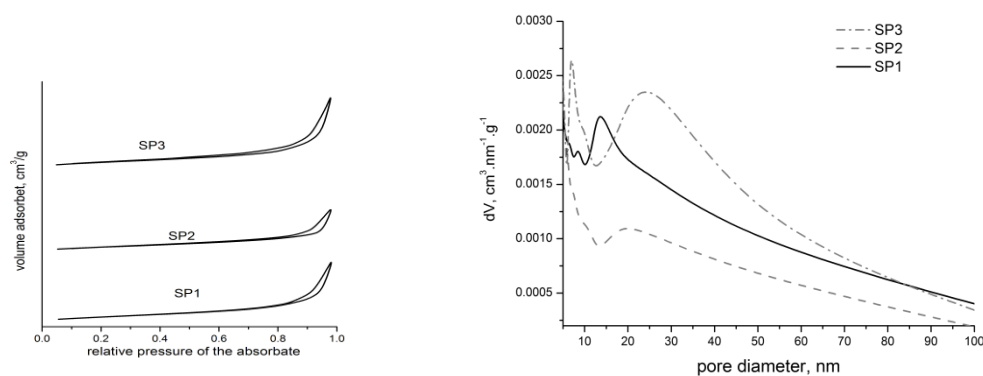 volume adsorbet, cm³/g
SP3
SP2
SP1
0.0 0.2 0.4 0.6 0.8 1.0
relative pressure of the absorbate
dV, cm³.nm⁻¹.g⁻¹
0.0030
0.0025
0.0020
0.0015
0.0010
0.0005
SP3
SP2
SP1
10 20 30 40 50 60 70 80 90 100
pore diameter, nm